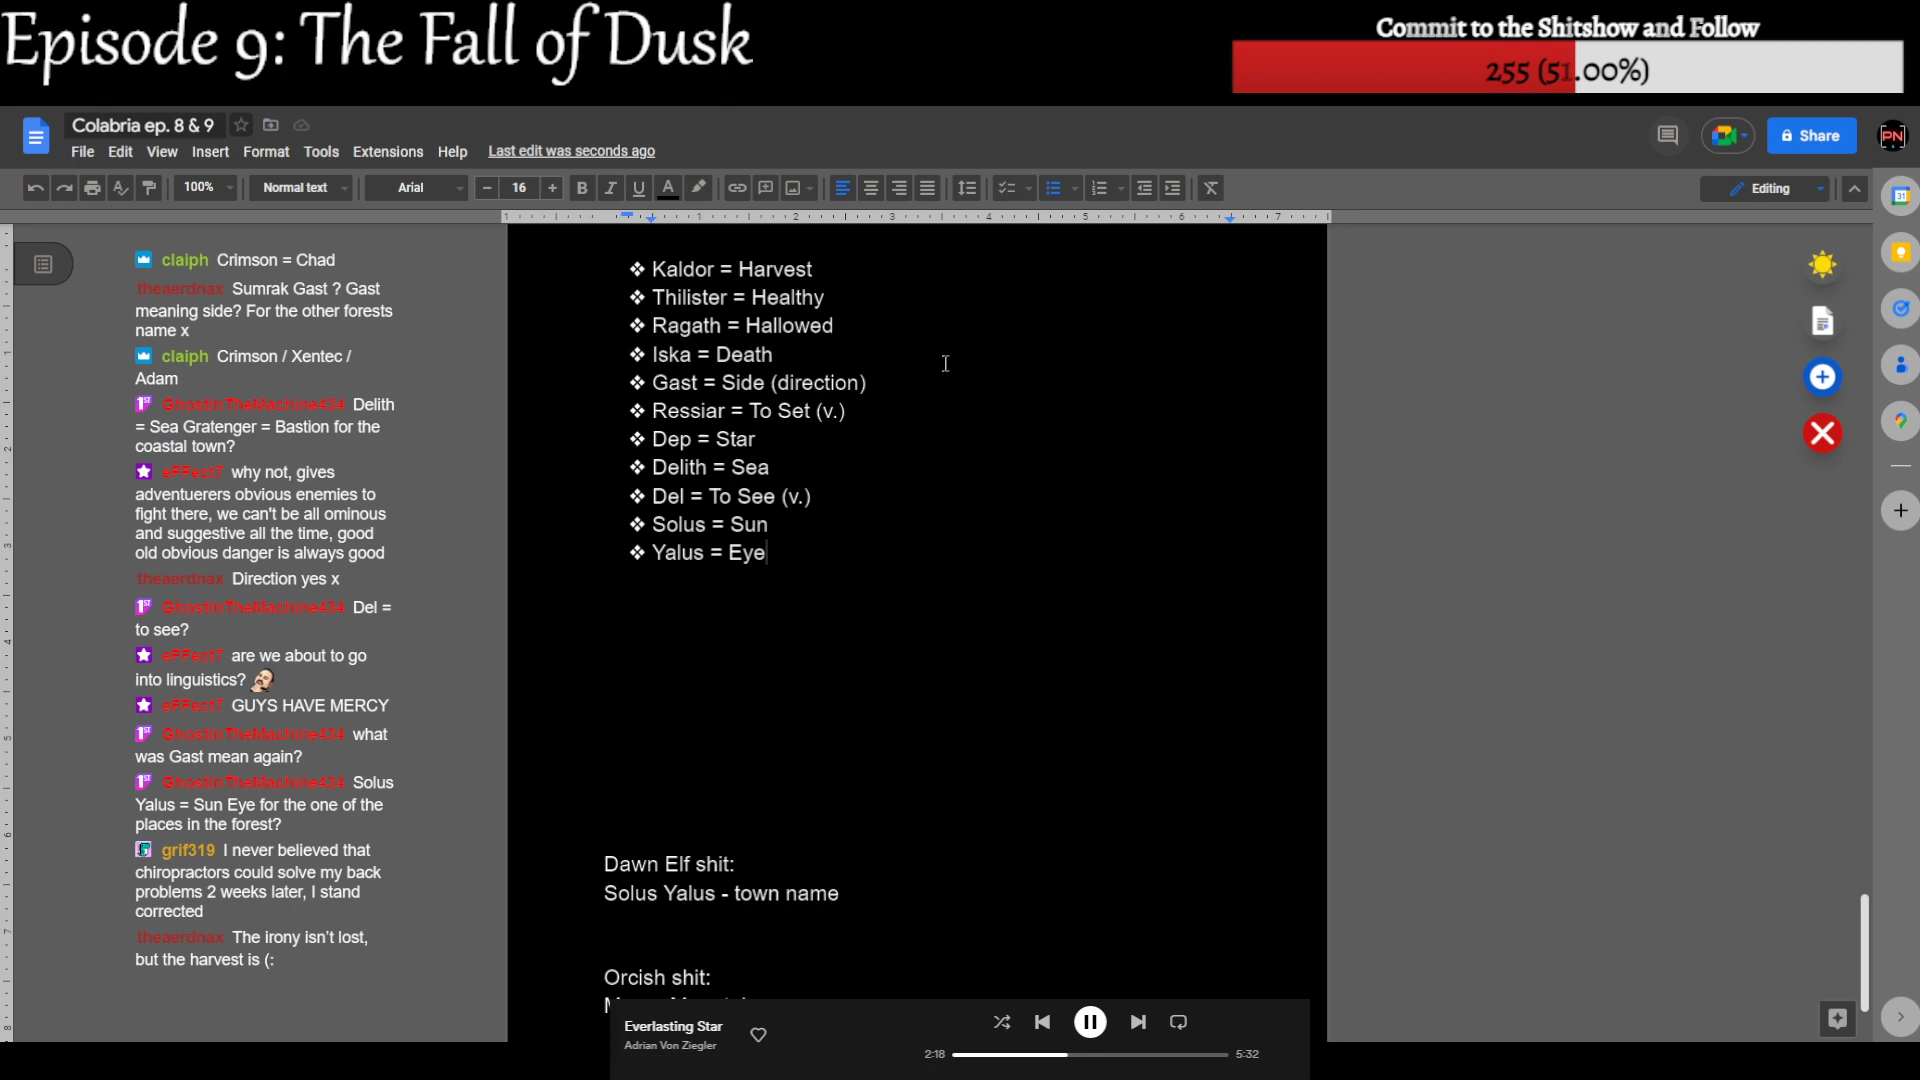 Episode 9: The Fall of Dusk
Commit to the Shitshow and Follow
255 (51.00%)
Colabria ep. 8 & 9
Share
PN
File Edit View Insert Format Tools Extensions Help Last edit was seconds ago
100% Normal text Arial 16 Editing
1 1 2 3 4 5 6 7
claiph Crimson = Chad
theaerdnax Sumrak Gast ? Gast
meaning side? For the other forests
name x
claiph Crimson / Xentec /
Adam
GhostInTheMachine434 Delith
= Sea Gratenger = Bastion for the
coastal town?
eFFect7 why not, gives
adventuerers obvious enemies to
fight there, we can't be all ominous
and suggestive all the time, good
old obvious danger is always good
theaerdnax Direction yes x
GhostInTheMachine434 Del =
to see?
eFFect7 are we about to go
into linguistics?
eFFect7 GUYS HAVE MERCY
GhostInTheMachine434 what
was Gast mean again?
GhostInTheMachine434 Solus
Yalus = Sun Eye for the one of the
places in the forest?
grif319 I never believed that
chiropractors could solve my back
problems 2 weeks later, I stand
corrected
theaerdnax The irony isn't lost,
but the harvest is (:
❖ Kaldor = Harvest
❖ Thilister = Healthy
❖ Ragath = Hallowed
❖ Iska = Death
❖ Gast = Side (direction)
❖ Ressiar = To Set (v.)
❖ Dep = Star
❖ Delith = Sea
❖ Del = To See (v.)
❖ Solus = Sun
❖ Yalus = Eye
Dawn Elf shit:
Solus Yalus - town name
Orcish shit:
Everlasting Star
Adrian Von Ziegler
2:18 5:32